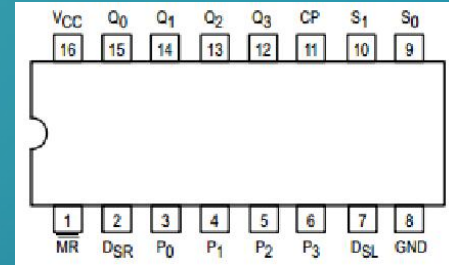 VCC Q0 Q1 Q2 Q3 CP S1 S0
16 15 14 13 12 11 10 9
1 2 3 4 5 6 7 8
M̅R̅ DSR P0 P1 P2 P3 DSL GND